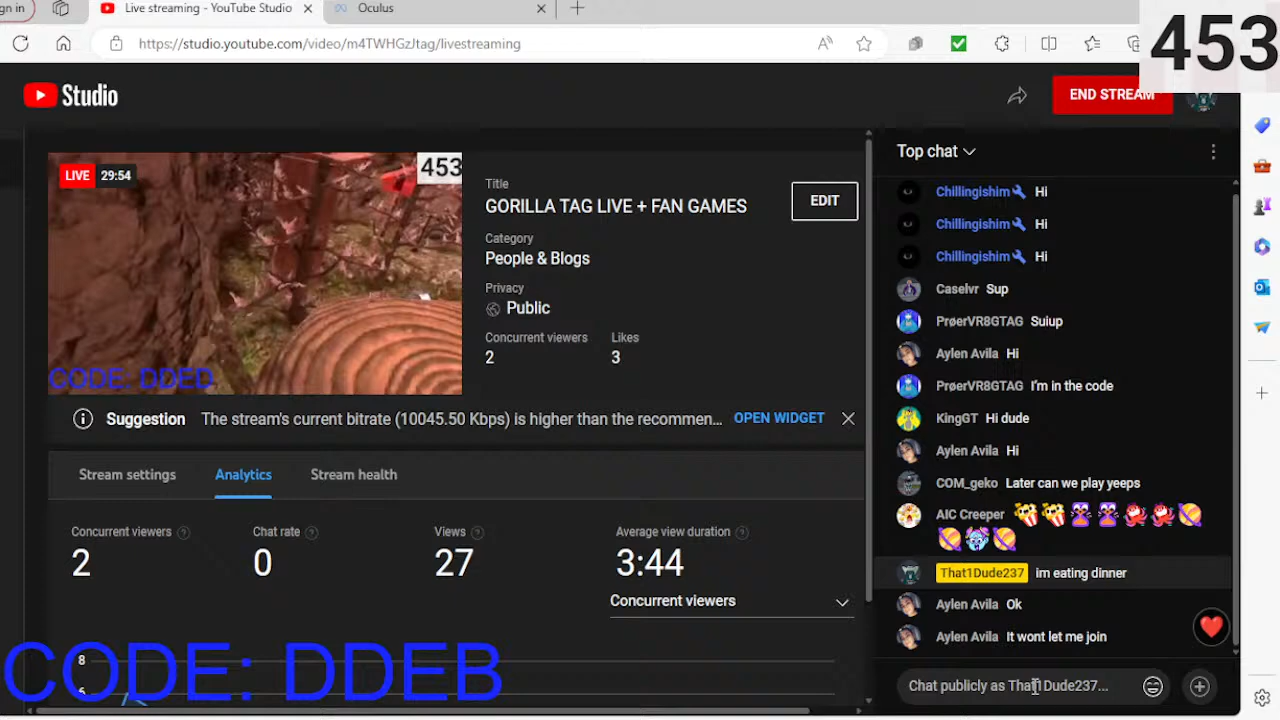 gn in
Live streaming - YouTube Studio
Oculus
https://studio.youtube.com/video/m4TWHGzJtag/livestreaming
453
Studio
END STREAM
LIVE 29:54
453
CODE: DDED
Title
GORILLA TAG LIVE + FAN GAMES
EDIT
Category
People & Blogs
Privacy
Public
Concurrent viewers
Likes
2
3
Suggestion The stream's current bitrate (10045.50 Kbps) is higher than the recommen... OPEN WIDGET
Stream settings
Analytics
Stream health
Concurrent viewers
Chat rate
Views
Average view duration
2
0
27
3:44
Concurrent viewers
8
6
CODE: DDEB
Top chat
Chillingishim Hi
Chillingishim Hi
Chillingishim Hi
Caselvr Sup
PrøerVR8GTAG Suiup
Aylen Avila Hi
PrøerVR8GTAG I'm in the code
KingGT Hi dude
Aylen Avila Hi
COM_geko Later can we play yeeps
AIC Creeper
That1Dude237 im eating dinner
Aylen Avila Ok
Aylen Avila It wont let me join
Chat publicly as That1Dude237...